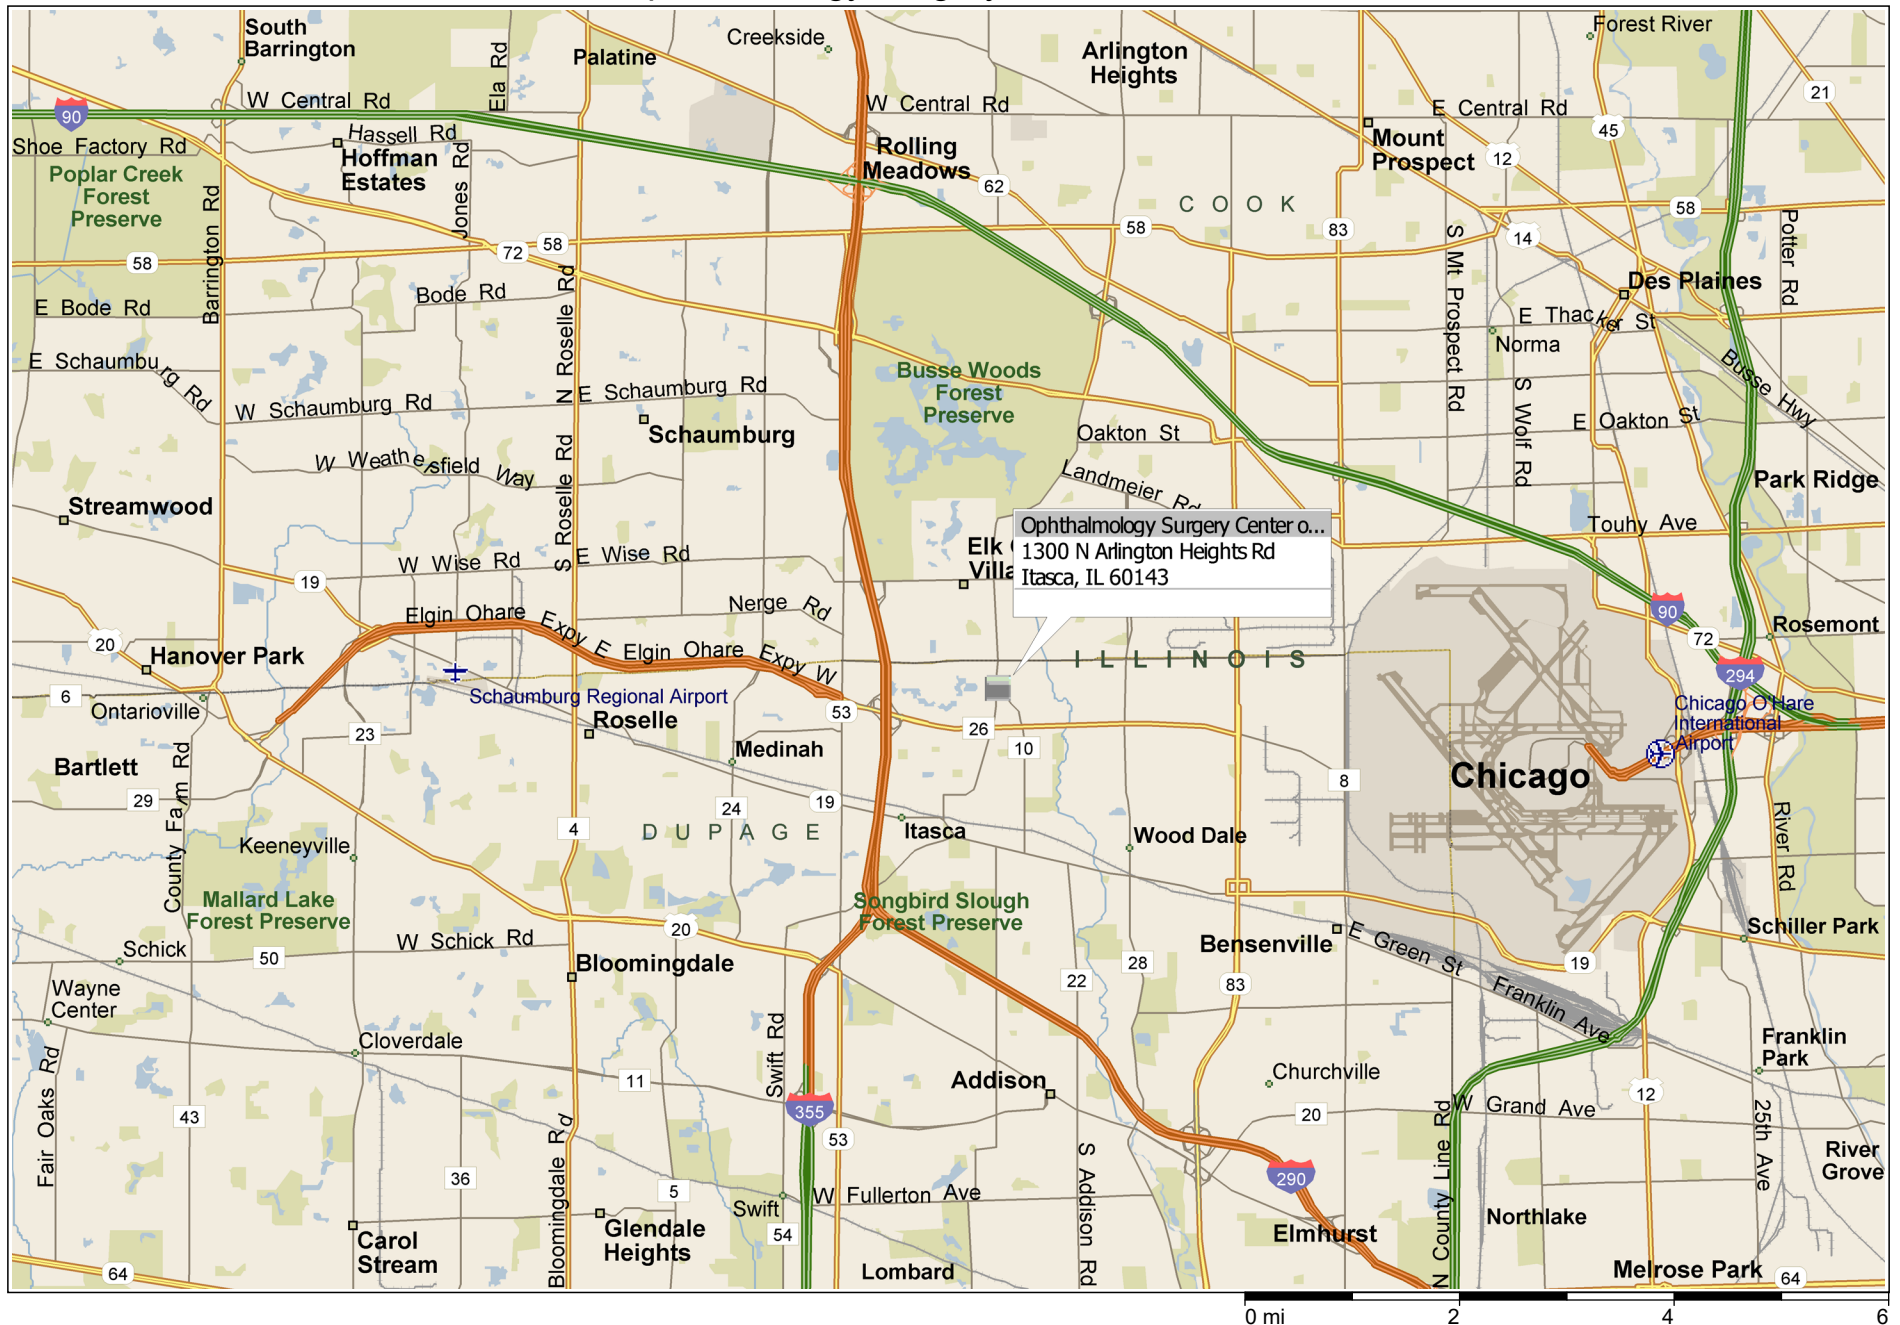 South
Barrington
Ela Rd
Palatine
Creekside
Arlington
Heights
Forest River
21
90
W Central Rd
W Central Rd
E Central Rd
45
Shoe Factory Rd
Hassell Rd
Hoffman
Estates
Jones Rd
Rolling
Meadows
62
Mount
Prospect
12
Poplar Creek
Forest
Preserve
Barrington Rd
C O O K
58
83
14
58
Potter Rd
58
72
58
S Mt Prospect Rd
Des Plaines
E Bode Rd
Bode Rd
N Roselle Rd
E Thacker St
Norma
Busse Hwy
E Schaumburg Rd
W Schaumburg Rd
E Schaumburg Rd
Busse Woods
Forest
Preserve
S Wolf Rd
E Oakton St
Schaumburg
Oakton St
W Weathersfield Way
S Roselle Rd
Landmeier Rd
Park Ridge
Streamwood
Touhy Ave
Ophthalmology Surgery Center o...
1300 N Arlington Heights Rd
Itasca, IL 60143
Elk
Villa
W Wise Rd
E Wise Rd
19
Nerge Rd
90
Elgin Ohare Expy E
Elgin Ohare Expy W
20
Hanover Park
72
Rosemont
I L L I N O I S
294
6
Ontarioville
Schaumburg Regional Airport
Roselle
53
26
10
Chicago O'Hare
International
Airport
23
Medinah
Bartlett
8
Chicago
29
County Farm Rd
24
19
4
D U P A G E
Itasca
Wood Dale
River Rd
Keeneyville
Mallard Lake
Forest Preserve
Songbird Slough
Forest Preserve
20
Schiller Park
Schick
50
W Schick Rd
Bloomingdale
Bensenville
E Green St
19
28
22
83
Wayne
Center
Franklin Ave
Swift Rd
Cloverdale
Franklin
Park
Fair Oaks Rd
11
Addison
Churchville
12
43
355
53
20
W Grand Ave
25th Ave
River
Grove
Bloomingdale Rd
36
5
Swift
W Fullerton Ave
S Addison Rd
290
N County Line Rd
Northlake
Carol
Stream
Glendale
Heights
54
Elmhurst
64
Lombard
Melrose Park
64
0 mi
2
4
6